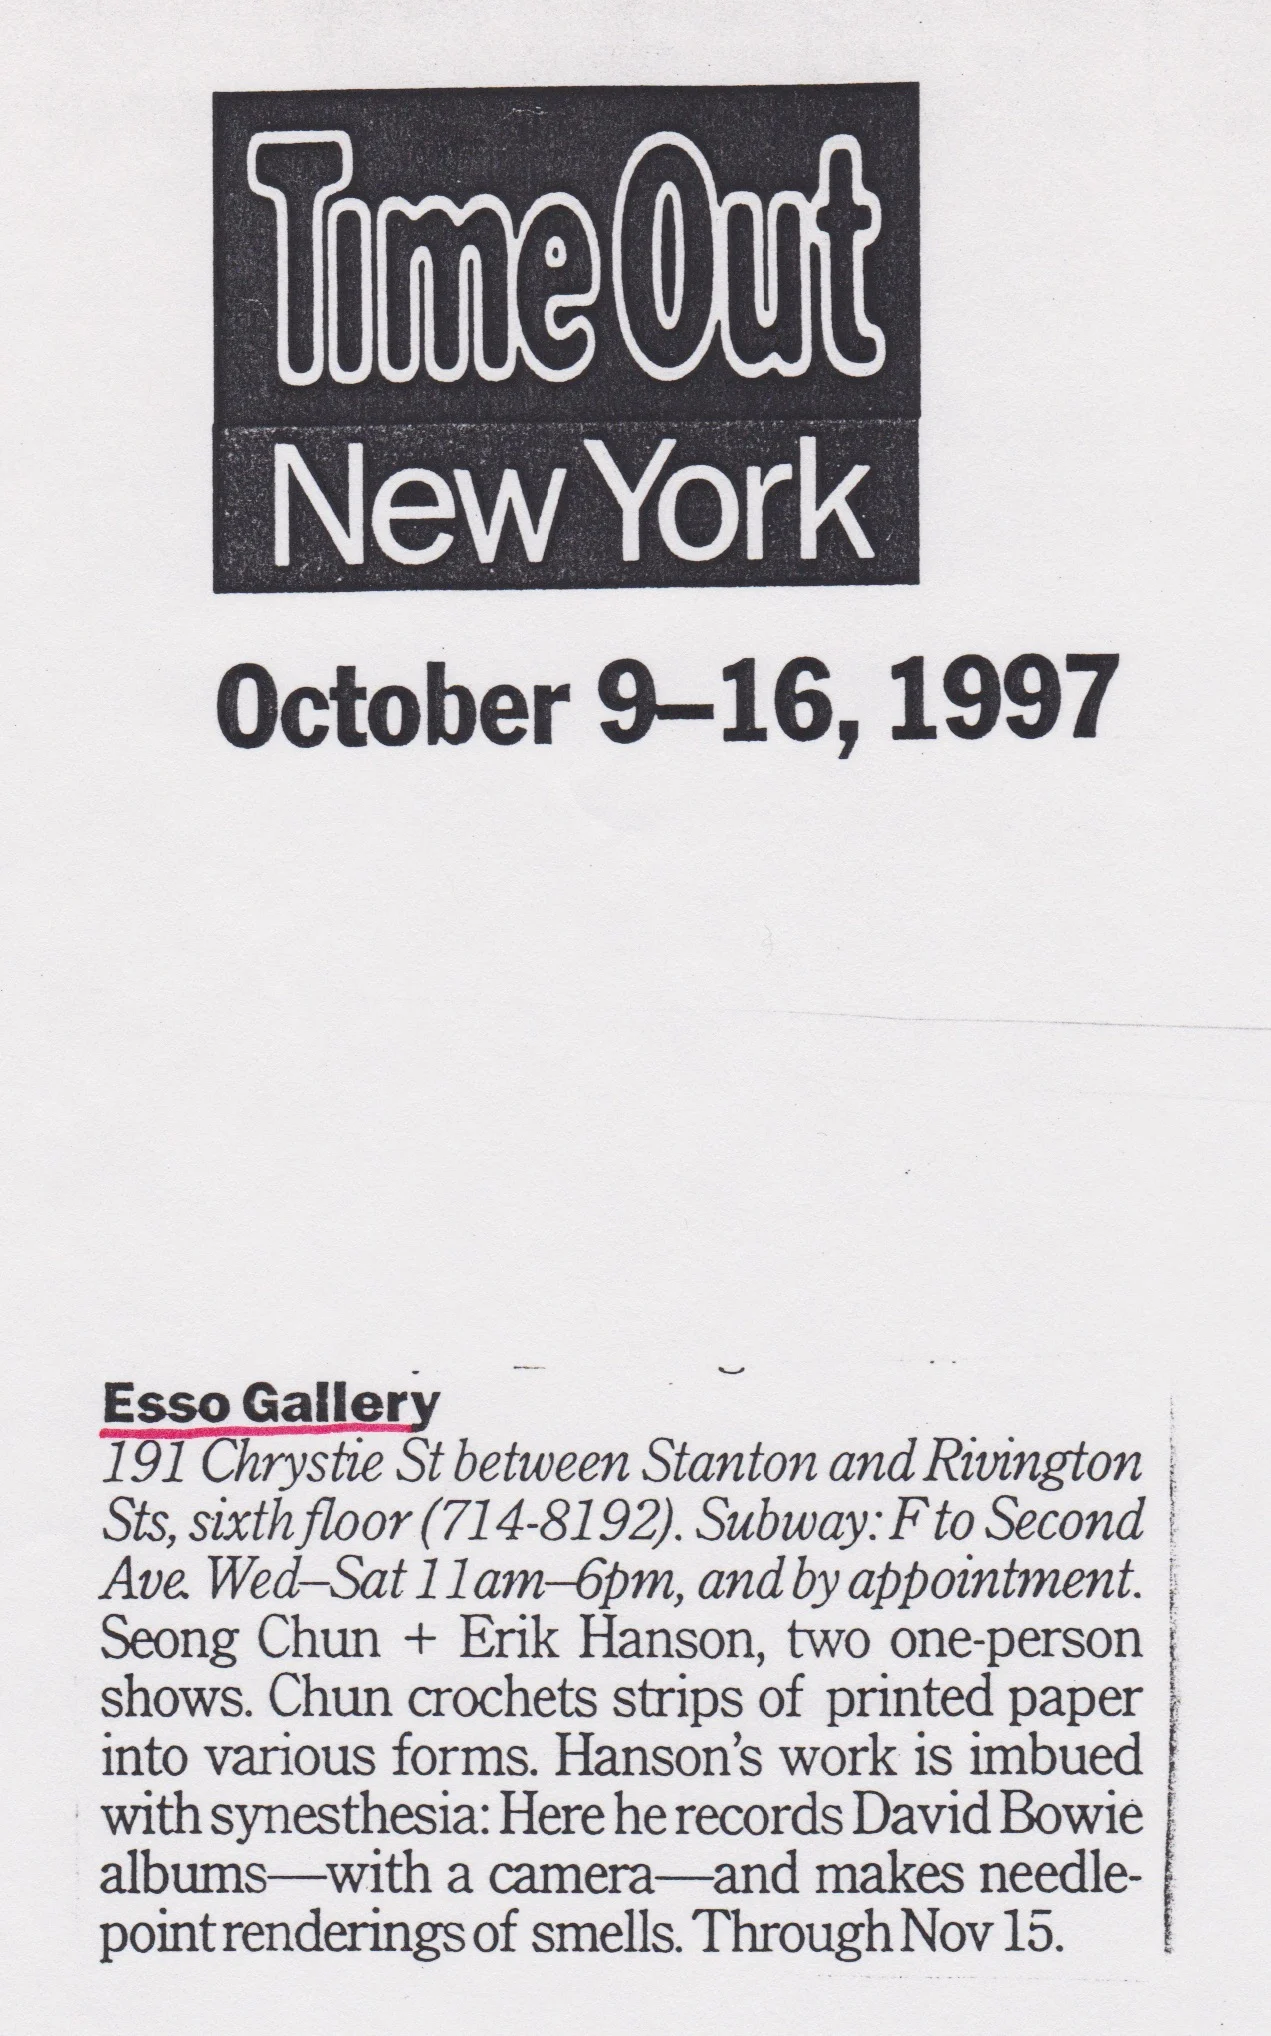 Time Out
New York
October 9–16, 1997
Esso Gallery
191 Chrystie St between Stanton and Rivington
Sts, sixth floor (714-8192). Subway: F to Second
Ave. Wed–Sat 11am–6pm, and by appointment.
Seong Chun + Erik Hanson, two one-person
shows. Chun crochets strips of printed paper
into various forms. Hanson's work is imbued
with synesthesia: Here he records David Bowie
albums—with a camera—and makes needle-
point renderings of smells. Through Nov 15.